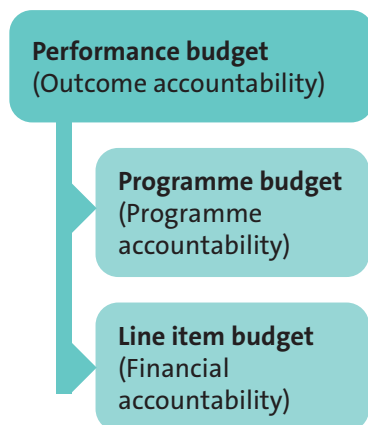 Performance budget
(Outcome accountability)
Programme budget
(Programme
accountability)
Line item budget
(Financial
accountability)